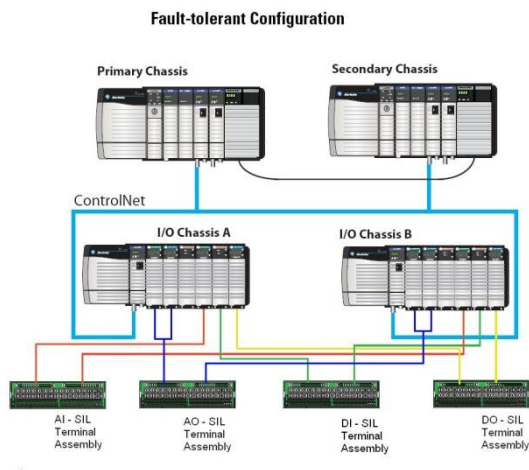 Fault-tolerant Configuration
Primary Chassis
Secondary Chassis
ControlNet
I/O Chassis A
I/O Chassis B
AI - SIL
Terminal
Assembly
AO - SIL
Terminal
Assembly
DI - SIL
Terminal
Assembly
DO - SIL
Terminal
Assembly